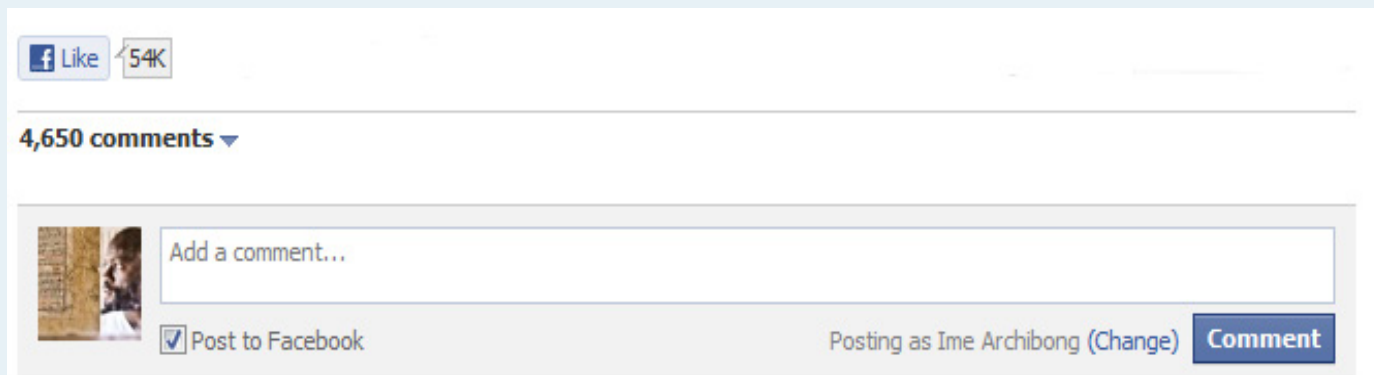 Like 54K
4,650 comments
Add a comment...
Post to Facebook Posting as Ime Archibong (Change) Comment